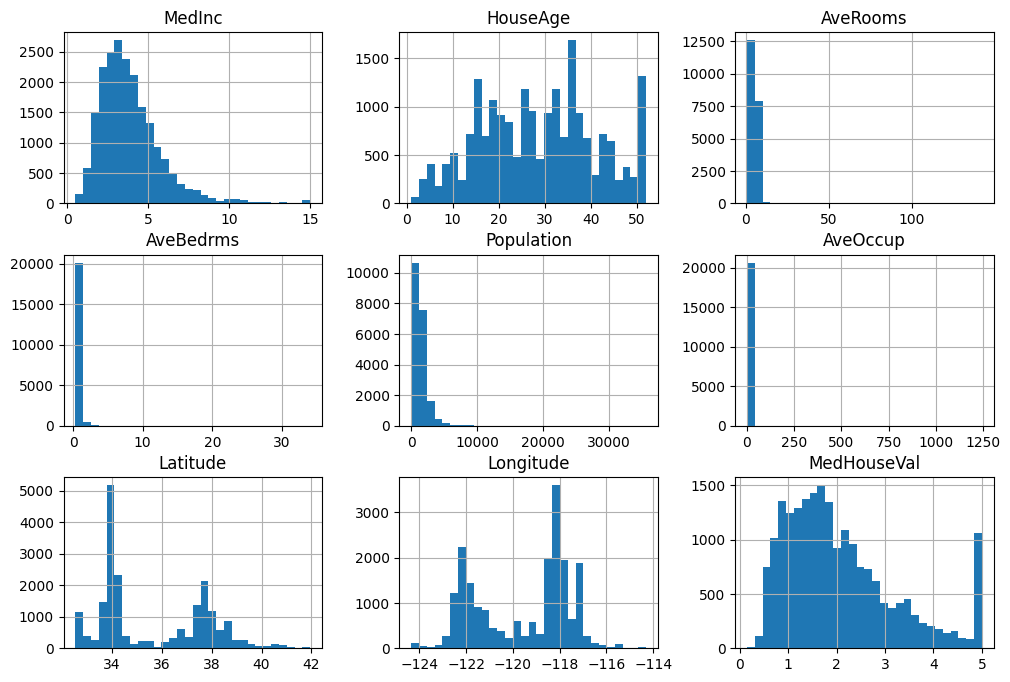 MedInc
HouseAge
AveRooms
2500
2000
1500
1000
500
0
0 5 10 15
1500
1000
500
0
0 10 20 30 40 50
12500
10000
7500
5000
2500
0
0 50 100
AveBedrms
Population
AveOccup
20000
15000
10000
5000
0
0 10 20 30
10000
8000
6000
4000
2000
0
0 10000 20000 30000
20000
15000
10000
5000
0
0 250 500 750 1000 1250
Latitude
Longitude
MedHouseVal
5000
4000
3000
2000
1000
0
34 36 38 40 42
3000
2000
1000
0
−124 −122 −120 −118 −116 −114
1500
1000
500
0
0 1 2 3 4 5